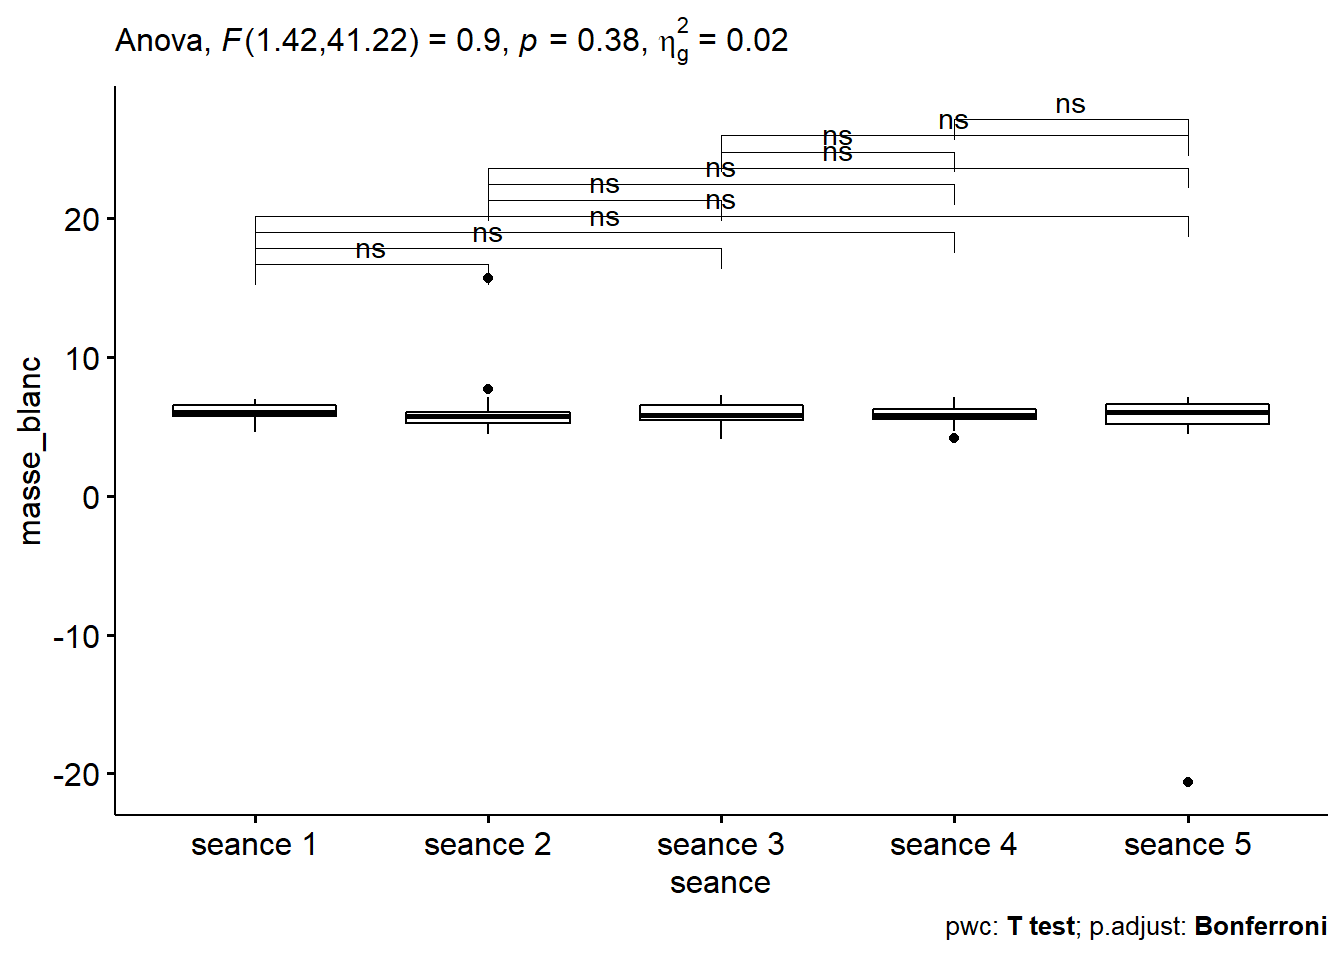 Anova, F(1.42,41.22) = 0.9, p = 0.38, η²g = 0.02
ns
ns
ns
ns
ns
ns
ns
ns
ns
ns
20
10
0
-10
-20
masse_blanc
seance 1 seance 2 seance 3 seance 4 seance 5
seance
pwc: T test; p.adjust: Bonferroni